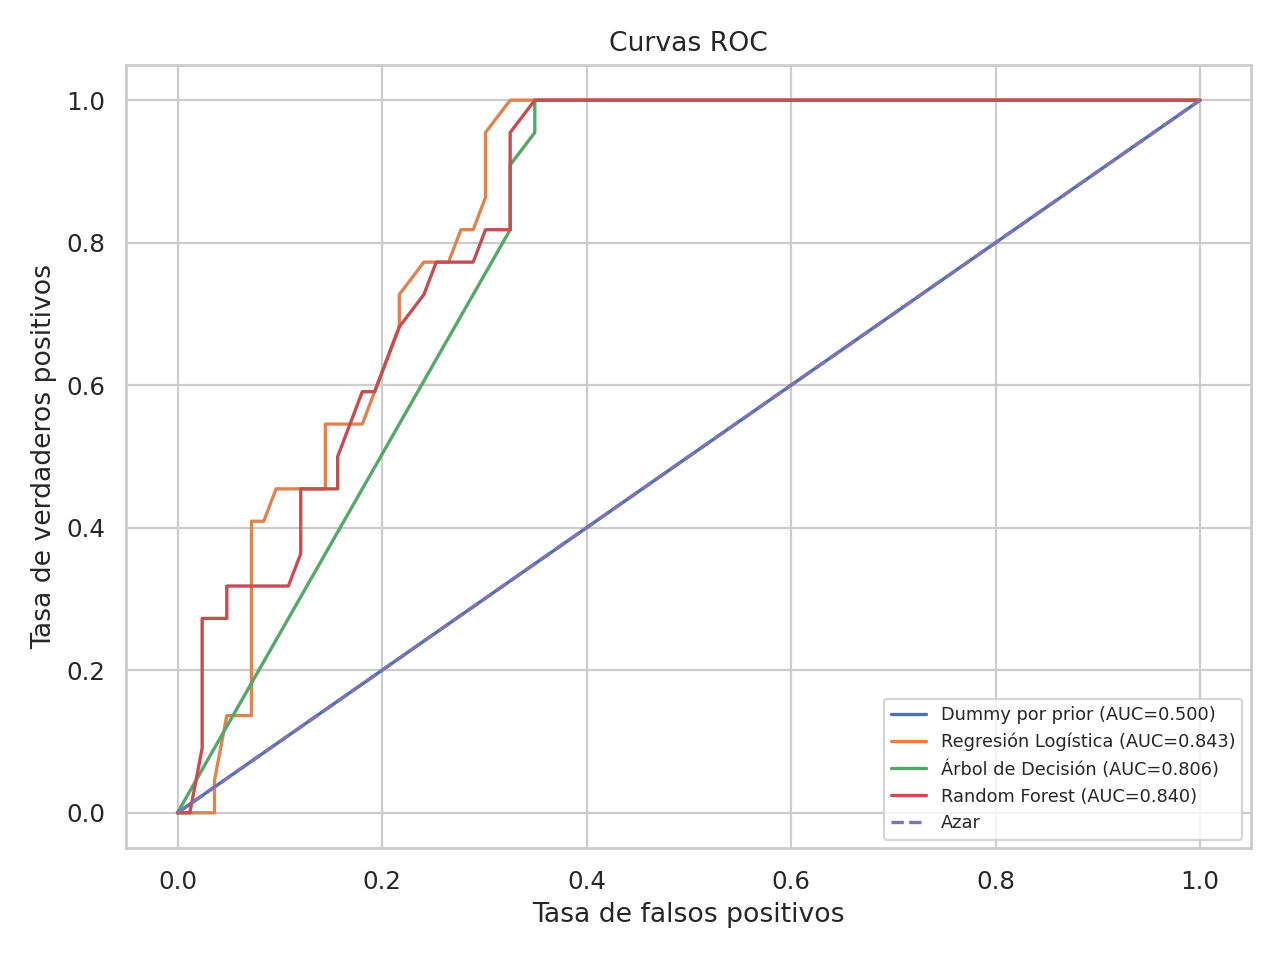 Curvas ROC
Tasa de verdaderos positivos
1.0
0.8
0.6
0.4
0.2
0.0
0.0 0.2 0.4 0.6 0.8 1.0
Tasa de falsos positivos
Dummy por prior (AUC=0.500)
Regresión Logística (AUC=0.843)
Árbol de Decisión (AUC=0.806)
Random Forest (AUC=0.840)
Azar